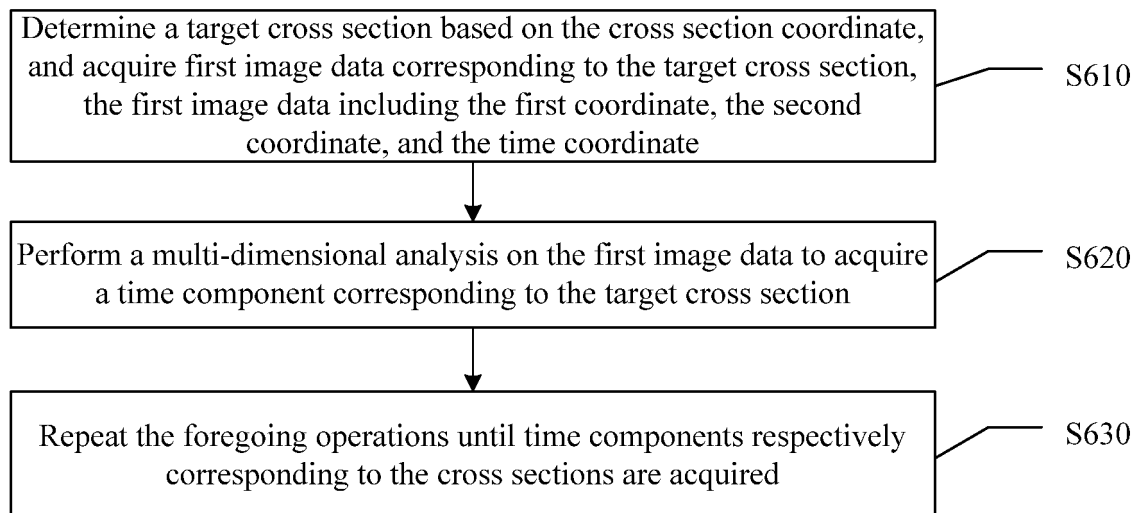 Determine a target cross section based on the cross section coordinate,
and acquire first image data corresponding to the target cross section,
the first image data including the first coordinate, the second
coordinate, and the time coordinate
S610
Perform a multi-dimensional analysis on the first image data to acquire
a time component corresponding to the target cross section
S620
Repeat the foregoing operations until time components respectively
corresponding to the cross sections are acquired
S630